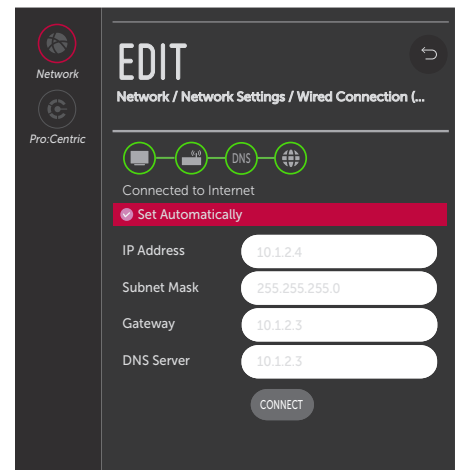 Network
Pro:Centric
EDIT
Network / Network Settings / Wired Connection (...
DNS
Connected to Internet
Set Automatically
IP Address 10.1.2.4
Subnet Mask 255.255.255.0
Gateway 10.1.2.3
DNS Server 10.1.2.3
CONNECT